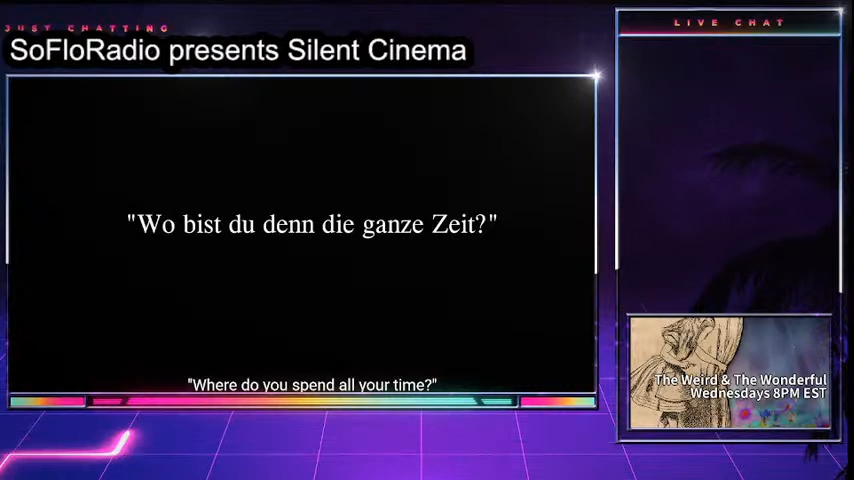 JUST CHATTING
LIVE CHAT
SoFloRadio presents Silent Cinema
"Wo bist du denn die ganze Zeit?"
"Where do you spend all your time?"
The Weird & The Wonderful
Wednesdays 8PM EST